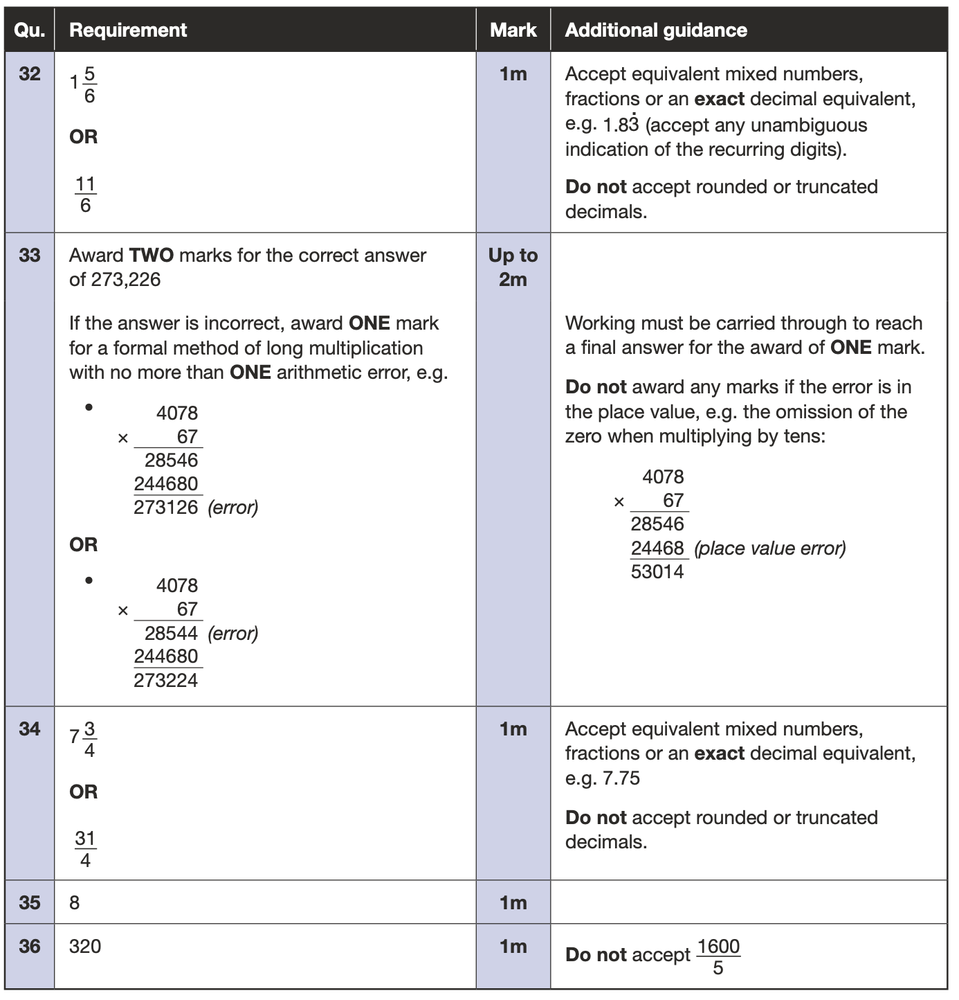 Qu. Requirement Mark Additional guidance
32 1 5/6 1m Accept equivalent mixed numbers,
fractions or an exact decimal equivalent,
e.g. 1.83̇ (accept any unambiguous
OR
indication of the recurring digits).
11/6
Do not accept rounded or truncated
decimals.
33 Award TWO marks for the correct answer Up to
of 273,226 2m
If the answer is incorrect, award ONE mark
for a formal method of long multiplication
with no more than ONE arithmetic error, e.g.
• 4078
× 67
28546
244680
273126 (error)
OR
• 4078
× 67
28544 (error)
244680
273224
Working must be carried through to reach
a final answer for the award of ONE mark.
Do not award any marks if the error is in
the place value, e.g. the omission of the
zero when multiplying by tens:
4078
× 67
28546
24468 (place value error)
53014
34 7 3/4 1m Accept equivalent mixed numbers,
fractions or an exact decimal equivalent,
e.g. 7.75
OR
31/4
Do not accept rounded or truncated
decimals.
35 8 1m
36 320 1m Do not accept 1600/5